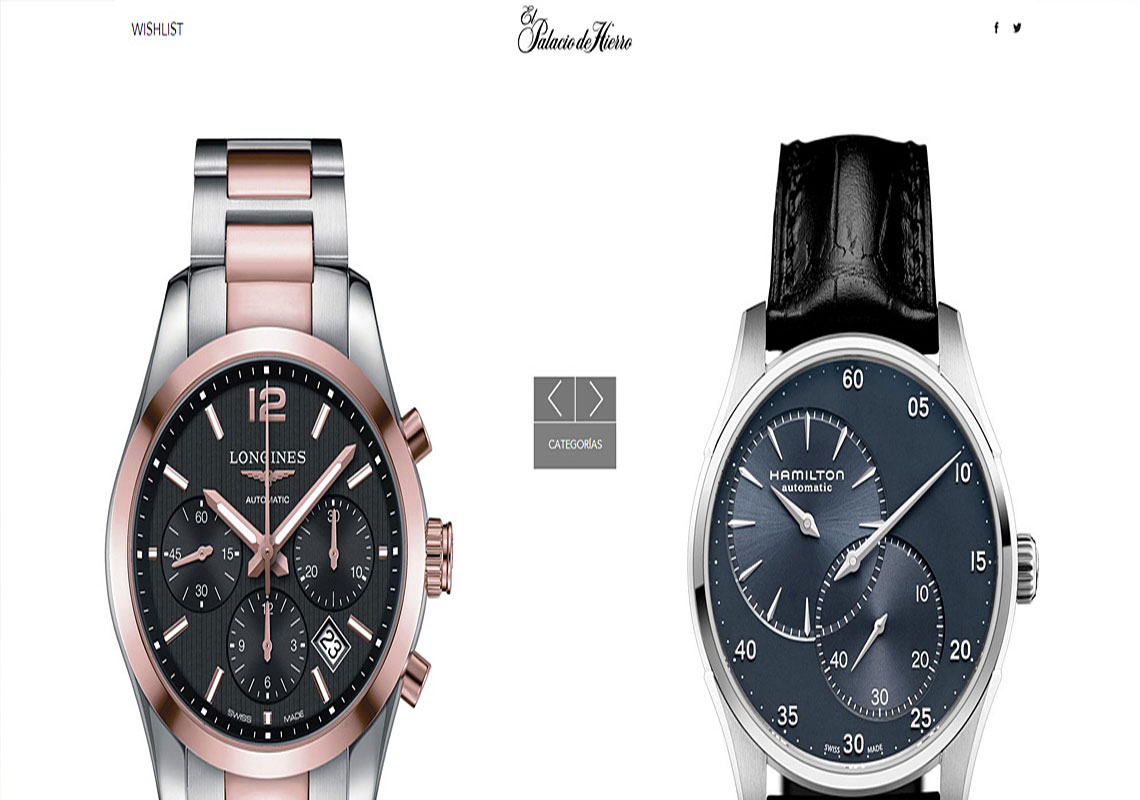 WISHLIST
El
Palacio de Hierro
CATEGORÍAS
12
LONGINES
AUTOMATIC
60
45 15
30
30
20 10
12
9 3
6
23
SWISS MADE
60
05
10
15
20
25
30
35
40
HAMILTON
automatic
10
20
30
40
SWISS MADE